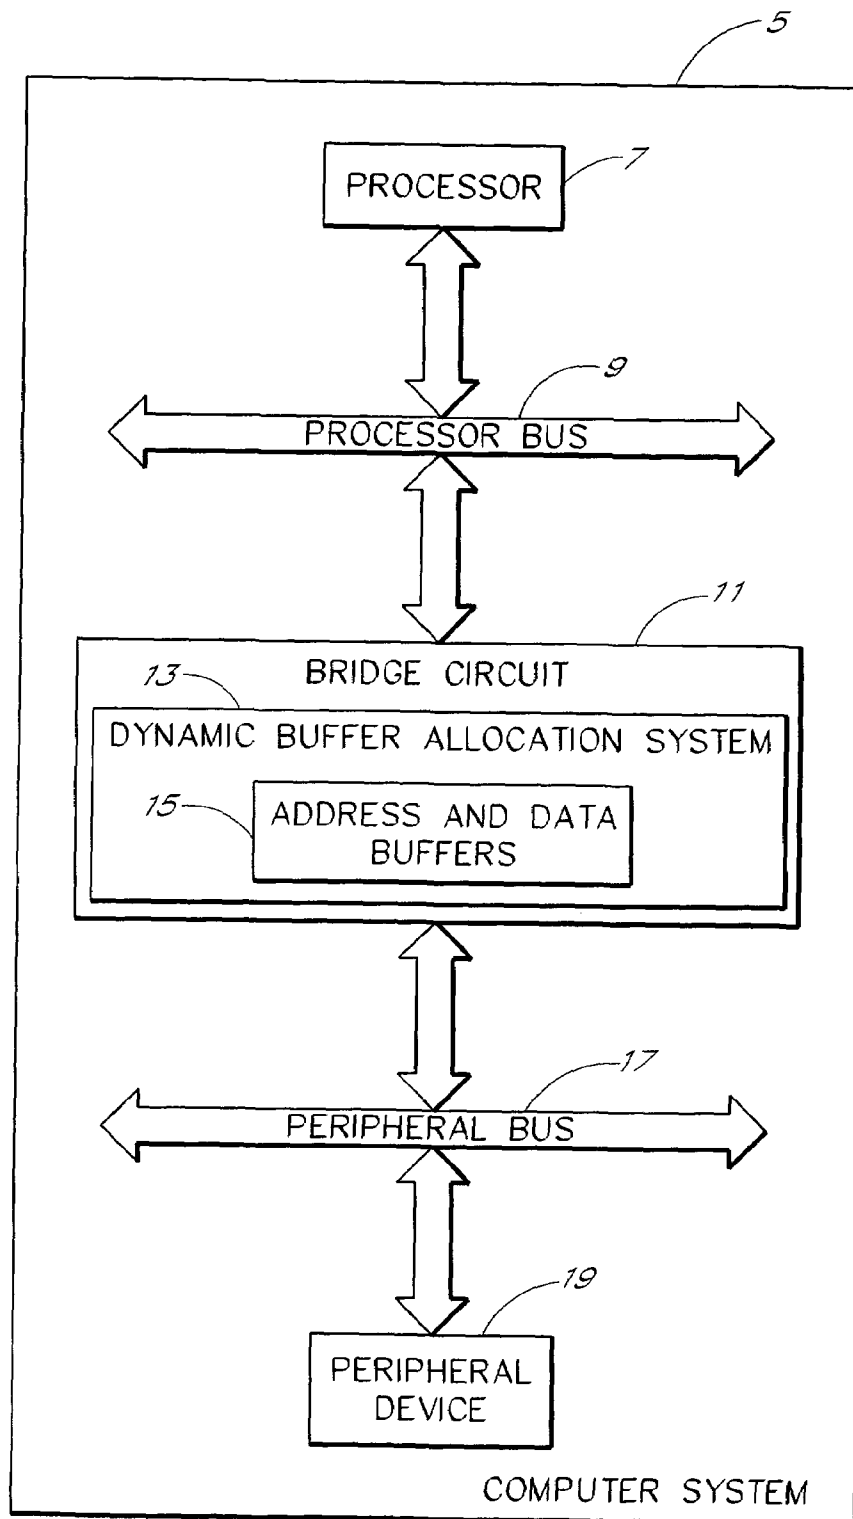 5
PROCESSOR
7
9
PROCESSOR BUS
11
BRIDGE CIRCUIT
13
DYNAMIC BUFFER ALLOCATION SYSTEM
15
ADDRESS AND DATA
BUFFERS
17
PERIPHERAL BUS
19
PERIPHERAL
DEVICE
COMPUTER SYSTEM